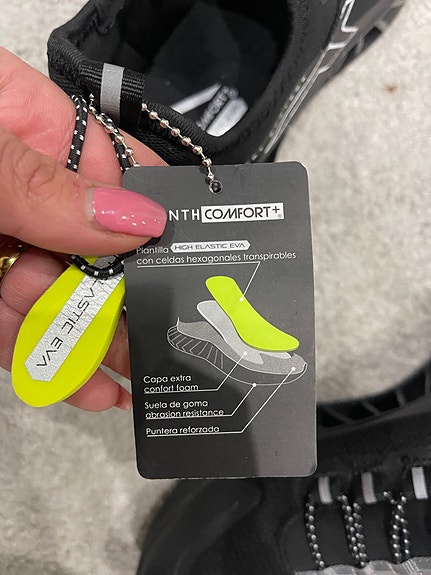 NTH COMFORT+
Plantilla HIGH ELASTIC EVA
con celdas hexagonales transpirables
Capa extra
confort foam
Suela de goma
abrasion resistance
Puntera reforzada
LASTIC EVA